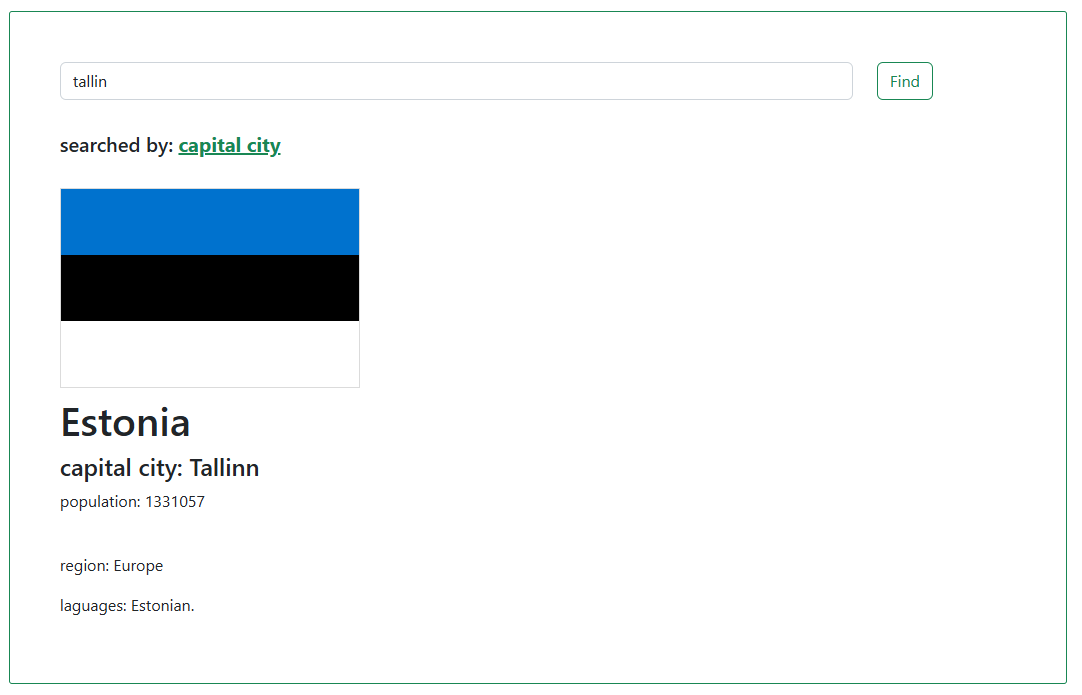 tallin
Find
searched by: capital city
Estonia
capital city: Tallinn
population: 1331057
region: Europe
laguages: Estonian.